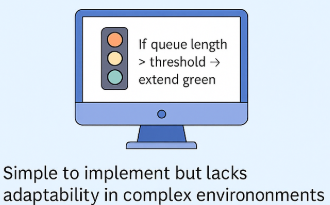 If queue length
> threshold →
extend green
Simple to implement but lacks
adaptability in complex environonments